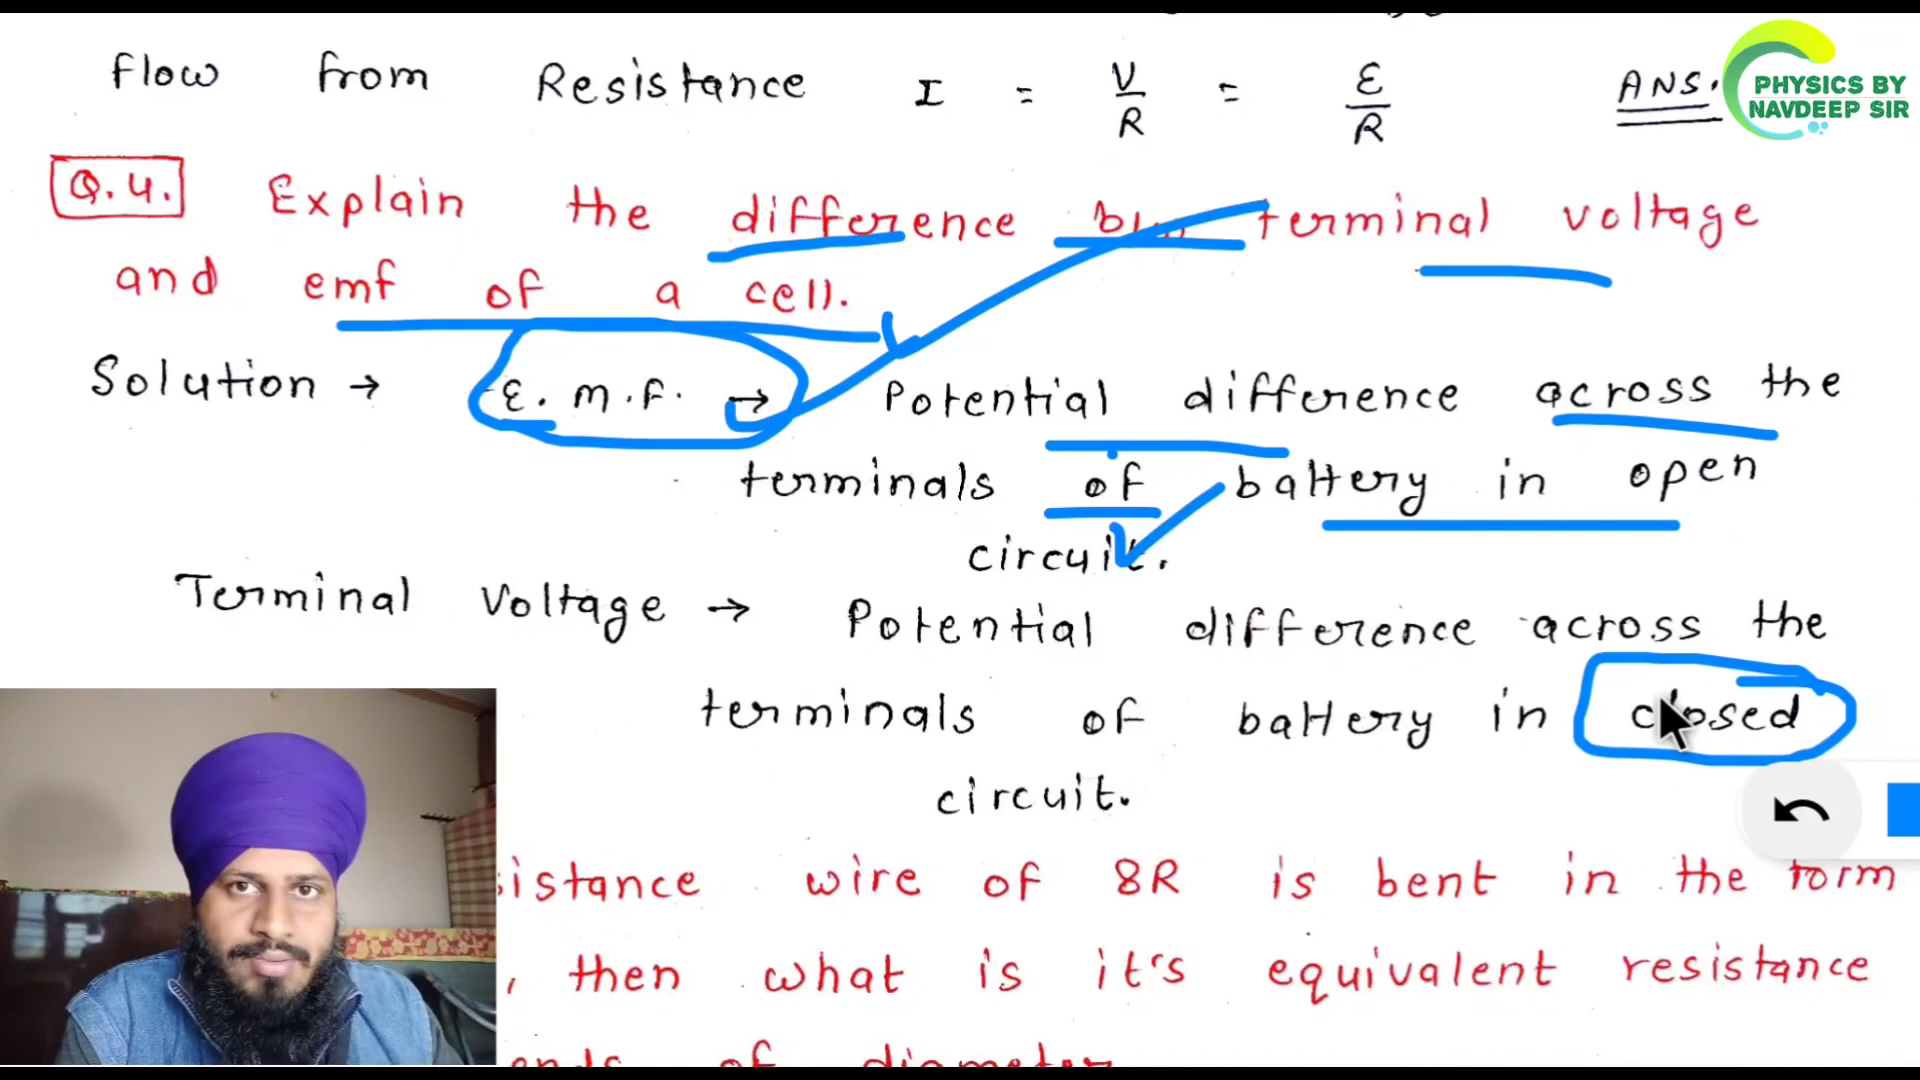 Flow from Resistance I = V/R = ε/R ANS.
PHYSICS BY
NAVDEEP SIR
Q.4. Explain the difference terminal voltage
and emf of a cell.
Solution → E.M.F. → Potential difference across the
terminals of battery in open
circuit.
Terminal Voltage → Potential difference across the
terminals of battery in closed
circuit.
wire of 8R is bent in the form
, then what is it's equivalent resistance
of diameter